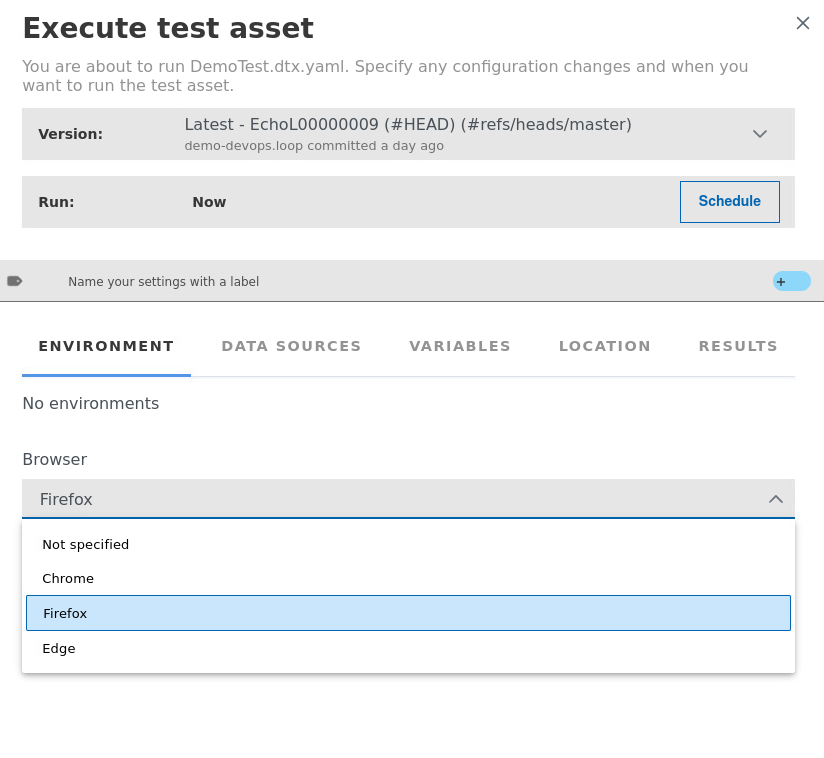 Execute test asset
You are about to run DemoTest.dtx.yaml. Specify any configuration changes and when you
want to run the test asset.
Version:
Latest - EchoL00000009 (#HEAD) (#refs/heads/master)
demo-devops.loop committed a day ago
Run:
Now
Schedule
Name your settings with a label
+
ENVIRONMENT DATA SOURCES VARIABLES LOCATION RESULTS
No environments
Browser
Firefox
Not specified
Chrome
Firefox
Edge